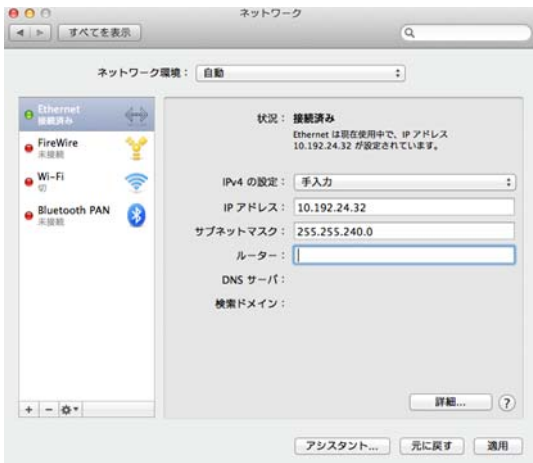 ネットワーク
すべてを表示
ネットワーク環境： 自動
Ethernet
接続済み
FireWire
未接続
Wi-Fi
切
Bluetooth PAN
未接続
状況： 接続済み
Ethernet は現在使用中で、IP アドレス
10.192.24.32 が設定されています。
IPv4 の設定： 手入力
IP アドレス： 10.192.24.32
サブネットマスク： 255.255.240.0
ルーター：
DNS サーバ：
検索ドメイン：
詳細... ?
+ -
アシスタント... 元に戻す 適用